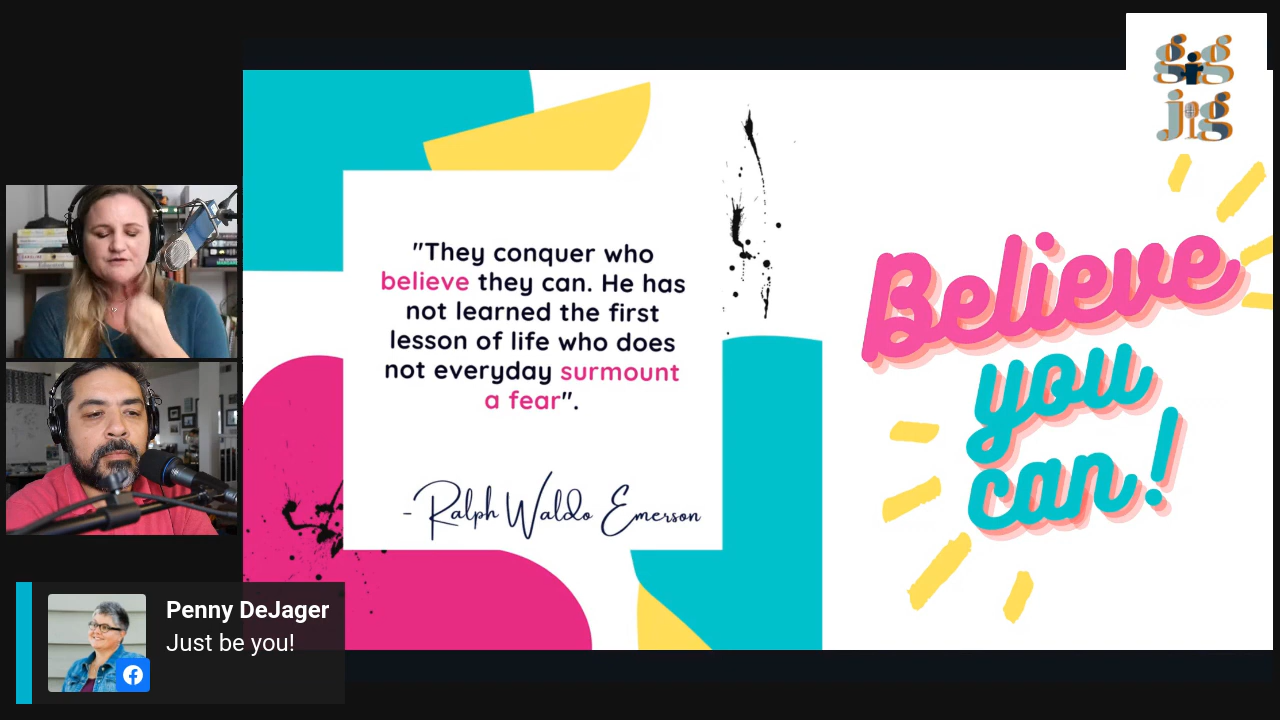 gig
jig
"They conquer who
believe they can. He has
not learned the first
lesson of life who does
not everyday surmount
a fear".
- Ralph Waldo Emerson
Believe
you
can!
Penny DeJager
Just be you!